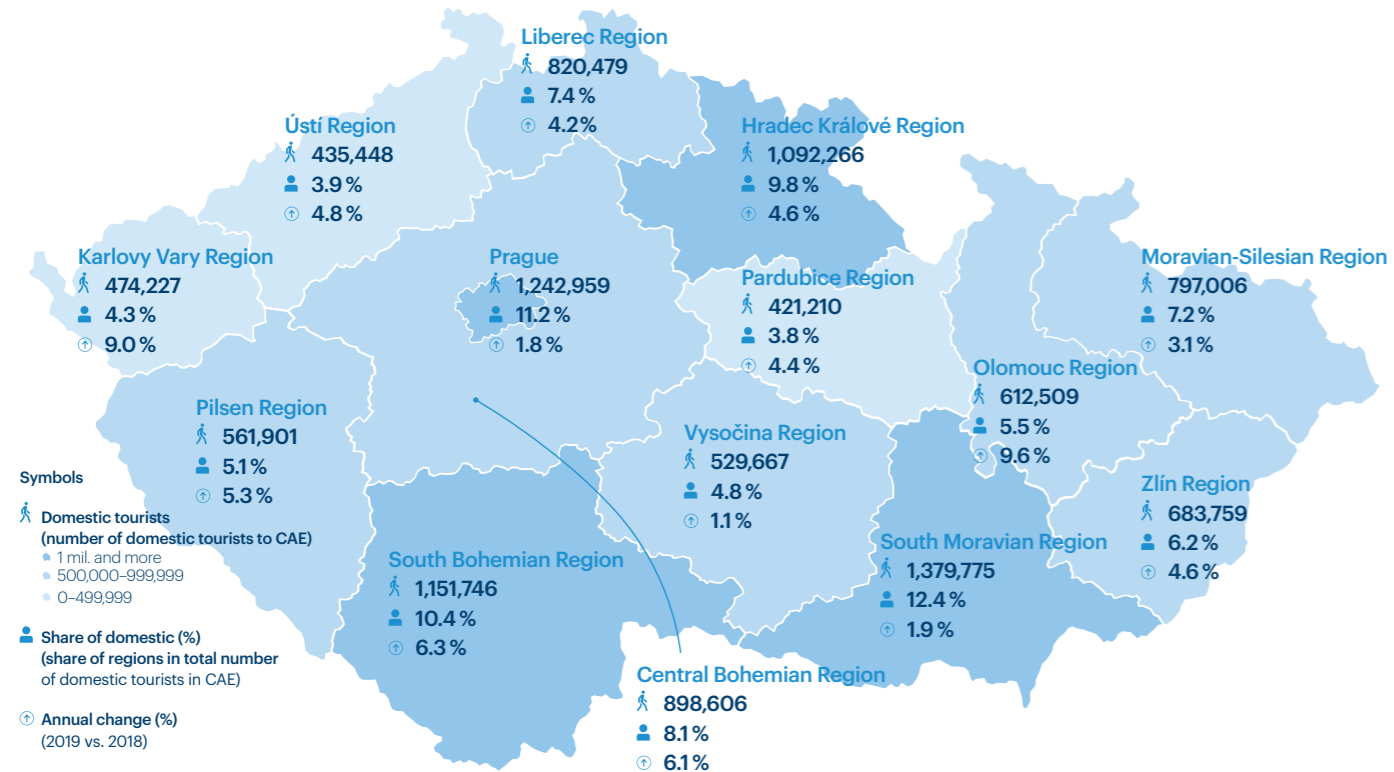 Liberec Region
820,479
7.4 %
4.2%
Ústí Region
435,448
3.9 %
4.8 %
Hradec Králové Region
1,092,266
9.8 %
4.6 %
Karlovy Vary Region
474,227
4.3 %
9.0 %
Prague
1,242,959
11.2 %
1.8 %
Pardubice Region
421,210
3.8 %
4.4 %
Moravian-Silesian Region
797,006
7.2 %
3.1 %
Olomouc Region
612,509
5.5 %
9.6 %
Pilsen Region
561,901
5.1 %
5.3 %
Vysočina Region
529,667
4.8 %
1.1 %
Zlín Region
683,759
6.2 %
4.6 %
South Bohemian Region
1,151,746
10.4 %
6.3 %
South Moravian Region
1,379,775
12.4 %
1.9 %
Central Bohemian Region
898,606
8.1 %
6.1 %
Symbols
Domestic tourists
(number of domestic tourists to CAE)
1 mil. and more
500,000–999,999
0–499,999
Share of domestic (%)
(share of regions in total number
of domestic tourists in CAE)
Annual change (%)
(2019 vs. 2018)